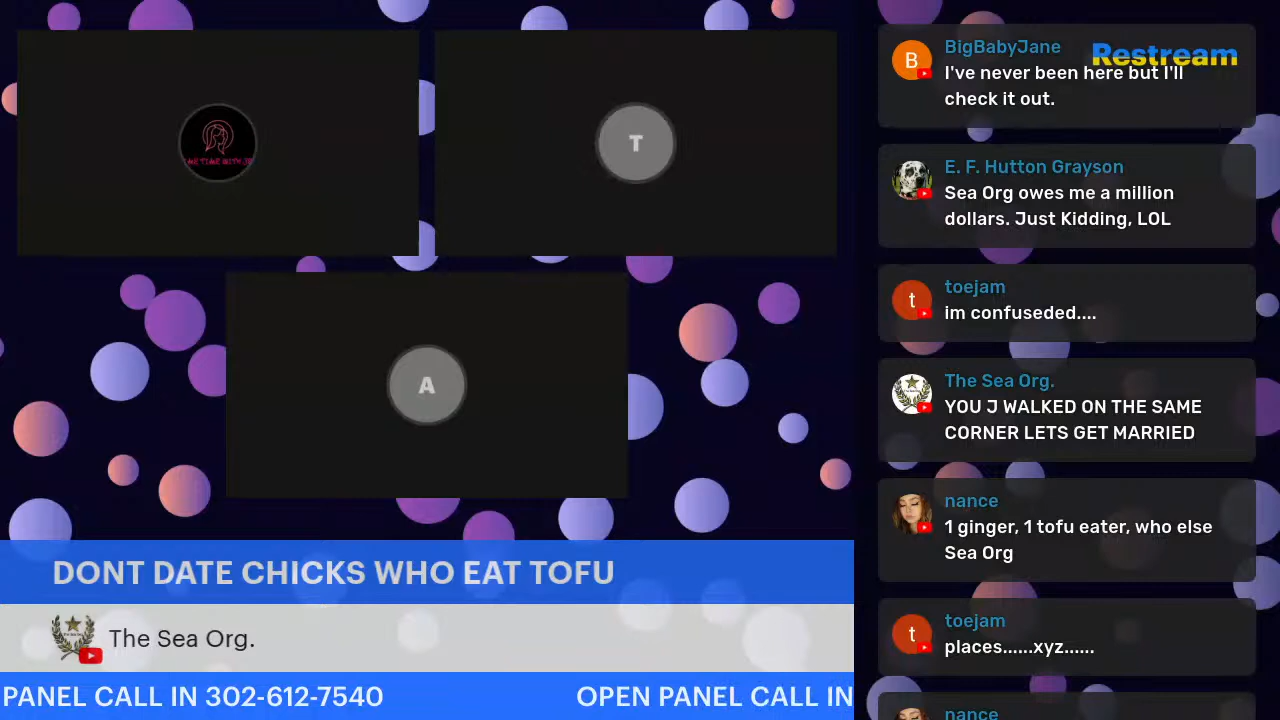 T
A
DONT DATE CHICKS WHO EAT TOFU
The Sea Org.
PANEL CALL IN 302-612-7540
OPEN PANEL CALL IN
Restream
B
BigBabyJane
I've never been here but I'll
check it out.
E. F. Hutton Grayson
Sea Org owes me a million
dollars. Just Kidding, LOL
t
toejam
im confuseded....
The Sea Org.
YOU J WALKED ON THE SAME
CORNER LETS GET MARRIED
nance
1 ginger, 1 tofu eater, who else
Sea Org
t
toejam
places......xyz......
nance